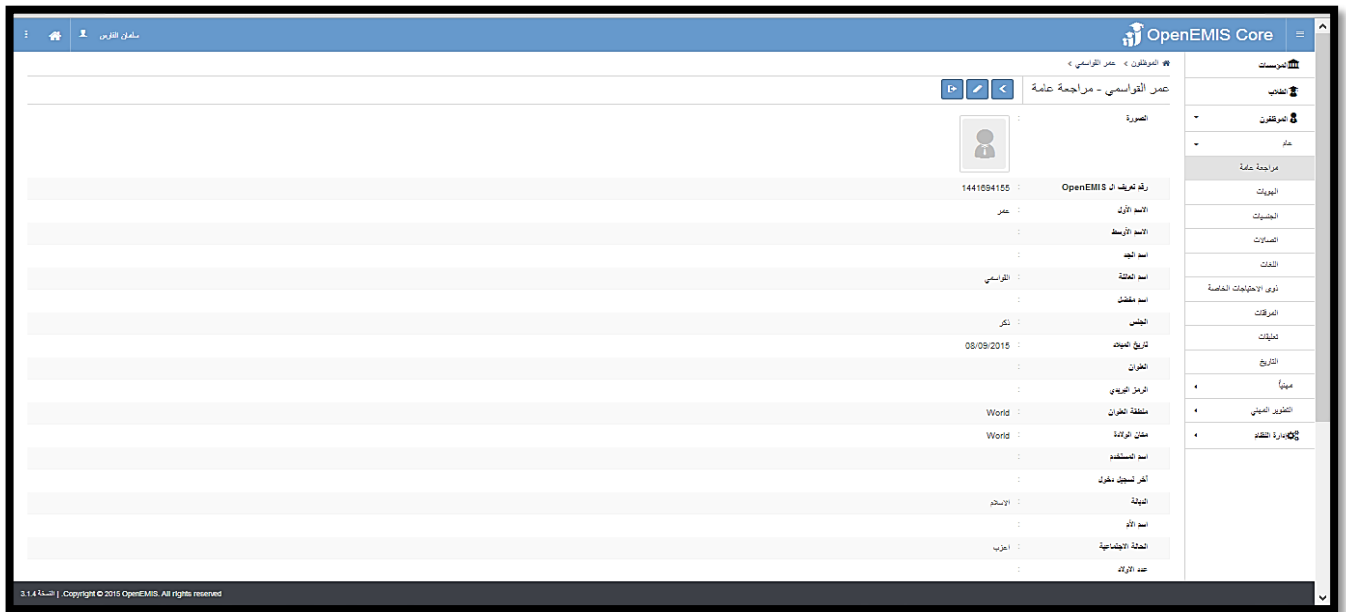 OpenEMIS Core
سلمان الفارس
الموظفون > عمر القواسمي >
عمر القواسمي - مراجعة عامة
الصورة :
رقم تعريف ال OpenEMIS : 1441694155
الاسم الأول : عمر
الاسم الأوسط :
اسم الجد :
اسم العائلة : القواسمي
اسم مفضل :
الجنس : ذكر
تاريخ الميلاد : 08/09/2015
العنوان :
الرمز البريدي :
منطقة العنوان : World
مكان الولادة : World
اسم المستخدم :
آخر تسجيل دخول :
الديانة : الاسلام
اسم الأم :
الحالة الاجتماعية : اعزب
عدد الاولاد :
المؤسسات
الطلاب
الموظفون
عام
مراجعة عامة
الهويات
الجنسيات
اتصالات
اللغات
ذوى الاحتياجات الخاصة
المرفقات
تعليقات
التاريخ
مهنياً
التطوير المهني
إدارة النظام
Copyright © 2015 OpenEMIS. All rights reserved. | النسخة 3.1.4